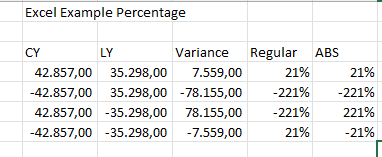 Excel Example Percentage
CY LY Variance Regular ABS
42.857,00 35.298,00 7.559,00 21% 21%
-42.857,00 35.298,00 -78.155,00 -221% -221%
42.857,00 -35.298,00 78.155,00 -221% 221%
-42.857,00 -35.298,00 -7.559,00 21% -21%